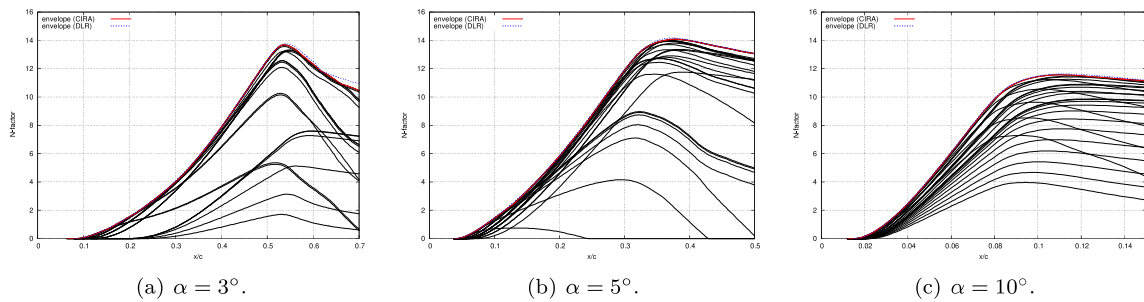 envelope (CIRA)
envelope (DLR)
16
14
12
10
8
6
4
2
0
N-factor
0 0.1 0.2 0.3 0.4 0.5 0.6 0.7
x/c
(a) α = 3°.
envelope (CIRA)
envelope (DLR)
16
14
12
10
8
6
4
2
0
N-factor
0 0.1 0.2 0.3 0.4 0.5
x/c
(b) α = 5°.
envelope (CIRA)
envelope (DLR)
16
14
12
10
8
6
4
2
0
N-factor
0 0.02 0.04 0.06 0.08 0.1 0.12 0.14
x/c
(c) α = 10°.